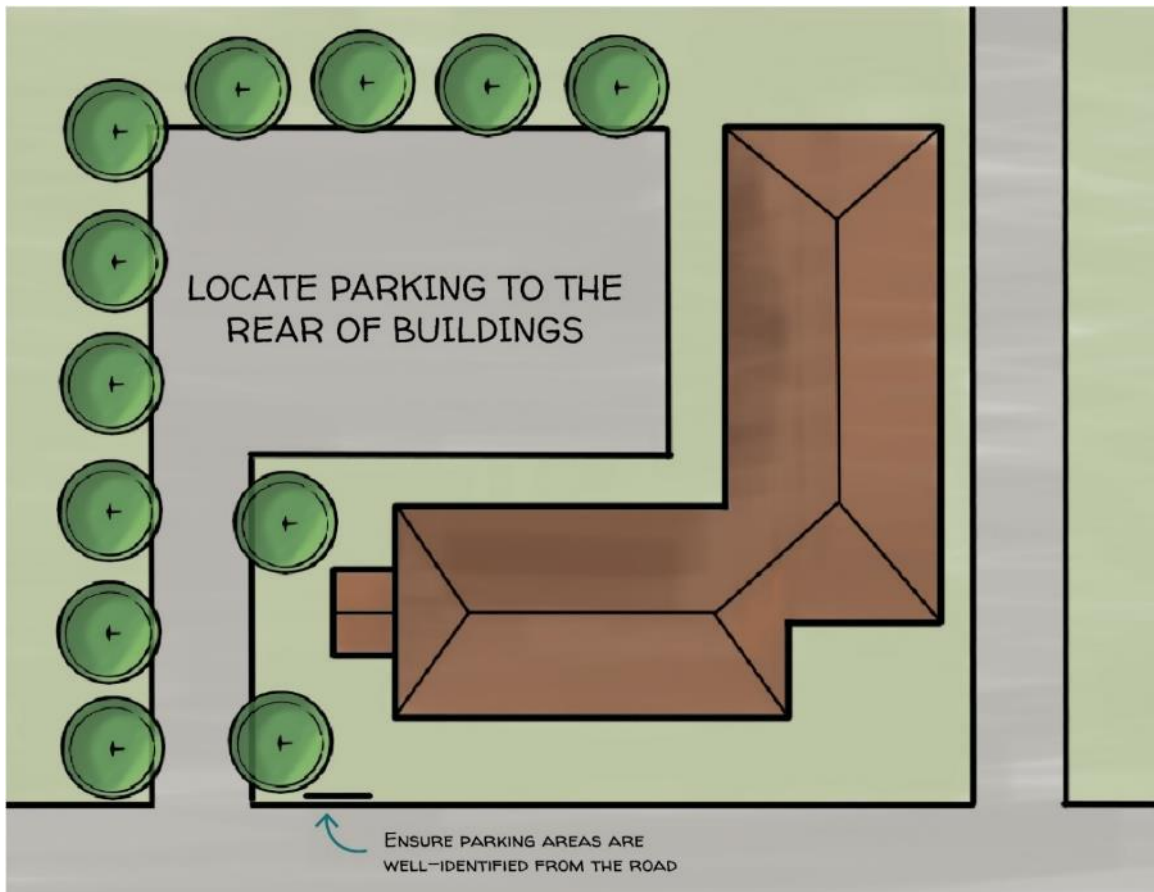 LOCATE PARKING TO THE
REAR OF BUILDINGS
ENSURE PARKING AREAS ARE
WELL-IDENTIFIED FROM THE ROAD